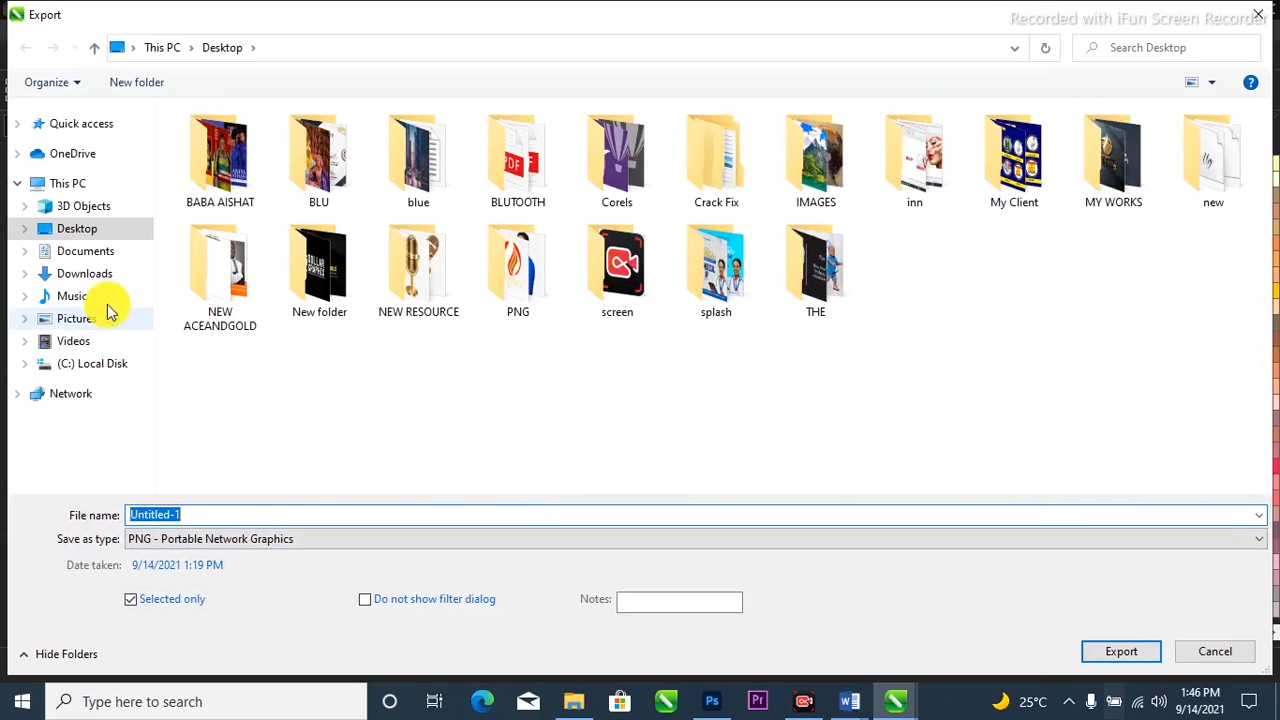 Export
Recorded with iFun Screen Recorder
This PC
Desktop
Search Desktop
Organize
New folder
Quick access
OneDrive
This PC
3D Objects
Desktop
Documents
Downloads
Music
Pictures
Videos
(C:) Local Disk
Network
BABA AISHAT
BLU
blue
BLUTOOTH
Corels
Crack Fix
IMAGES
inn
My Client
MY WORKS
new
NEW
ACEANDGOLD
New folder
NEW RESOURCE
PNG
screen
splash
THE
PDF
File name:
Untitled-1
Save as type:
PNG - Portable Network Graphics
Date taken:
9/14/2021 1:19 PM
Selected only
Do not show filter dialog
Notes:
Hide Folders
Export
Cancel
Type here to search
Ps
Pr
25°C
1:46 PM
9/14/2021